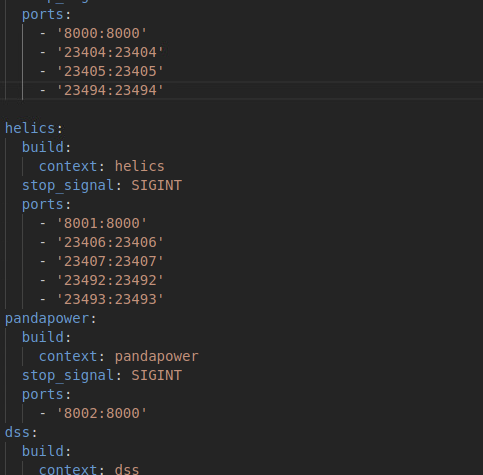 ports:
- '8000:8000'
- '23404:23404'
- '23405:23405'
- '23494:23494'
helics:
build:
context: helics
stop_signal: SIGINT
ports:
- '8001:8000'
- '23406:23406'
- '23407:23407'
- '23492:23492'
- '23493:23493'
pandapower:
build:
context: pandapower
stop_signal: SIGINT
ports:
- '8002:8000'
dss:
build:
context: dss